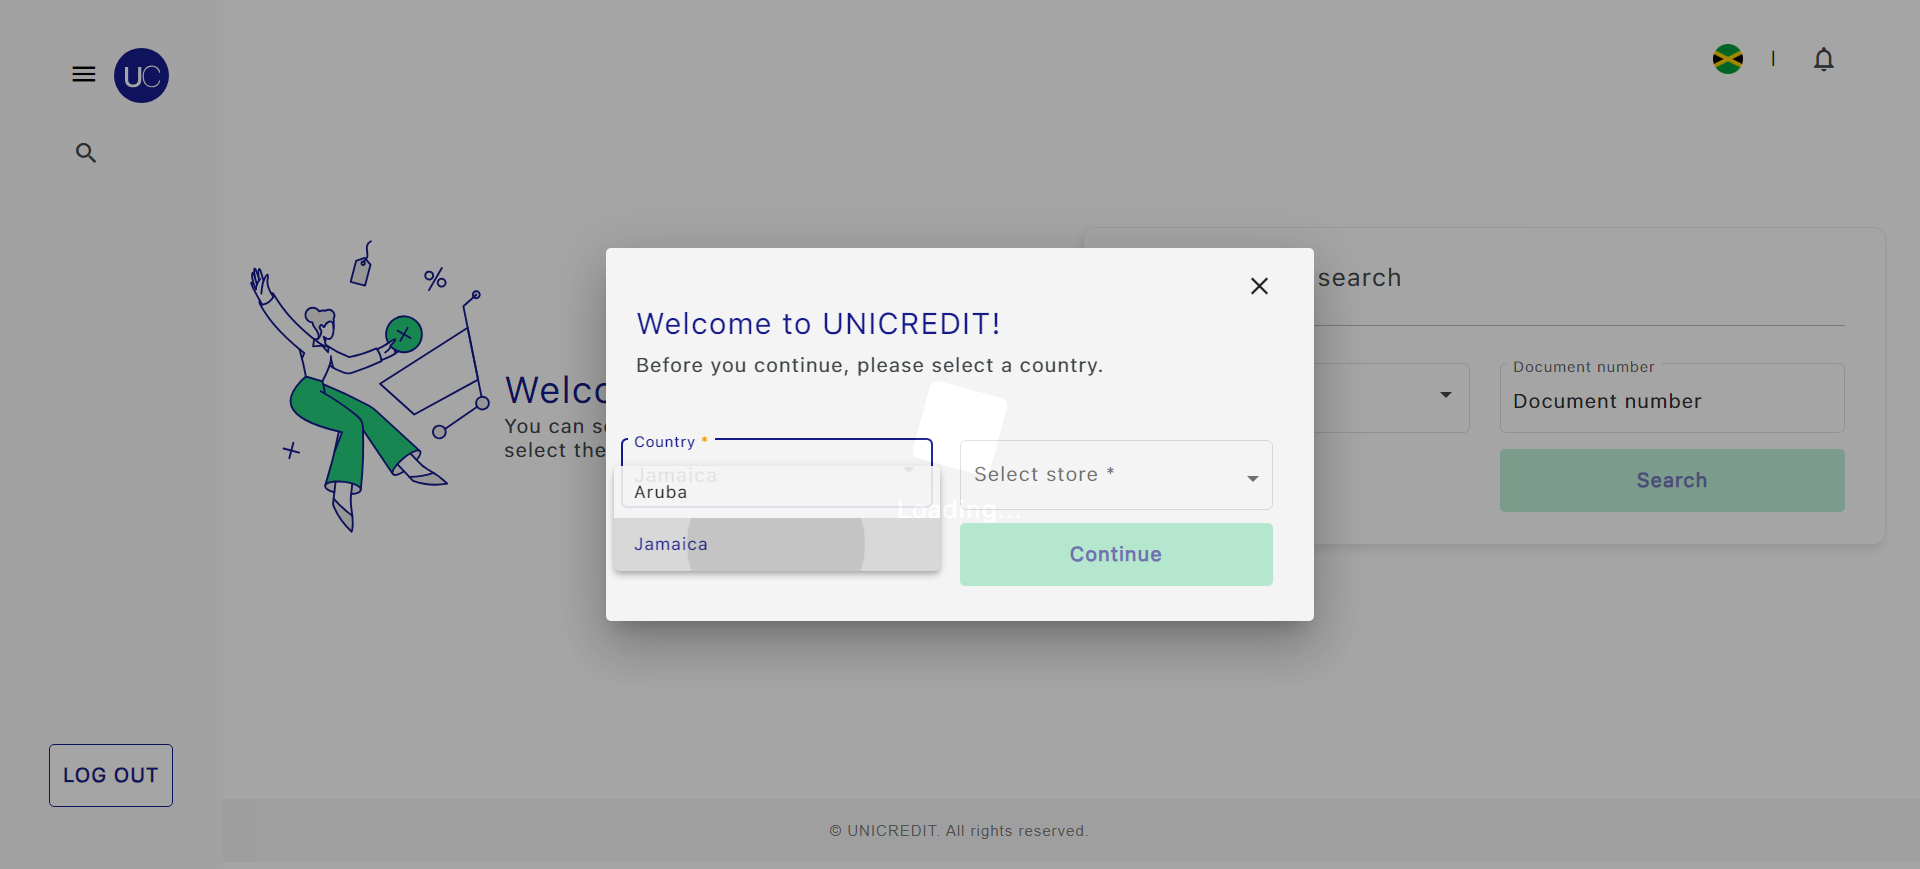 UC
Welcome to UNICREDIT!
Before you continue, please select a country.
Country *
Jamaica
Aruba
Jamaica
Select store *
Loading...
Continue
Welco
You can s
select the
search
Document number
Document number
Search
LOG OUT
© UNICREDIT. All rights reserved.